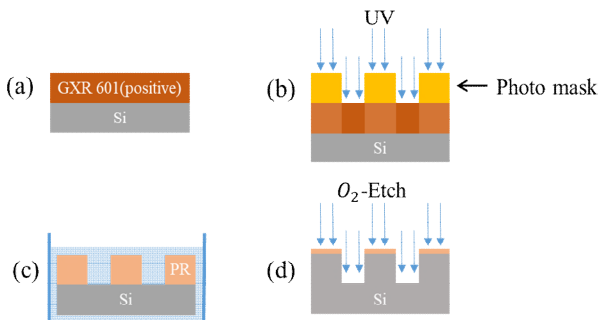 UV
(a)
GXR 601(positive)
Si
(b)
Photo mask
Si
O₂-Etch
(c)
PR
Si
(d)
Si